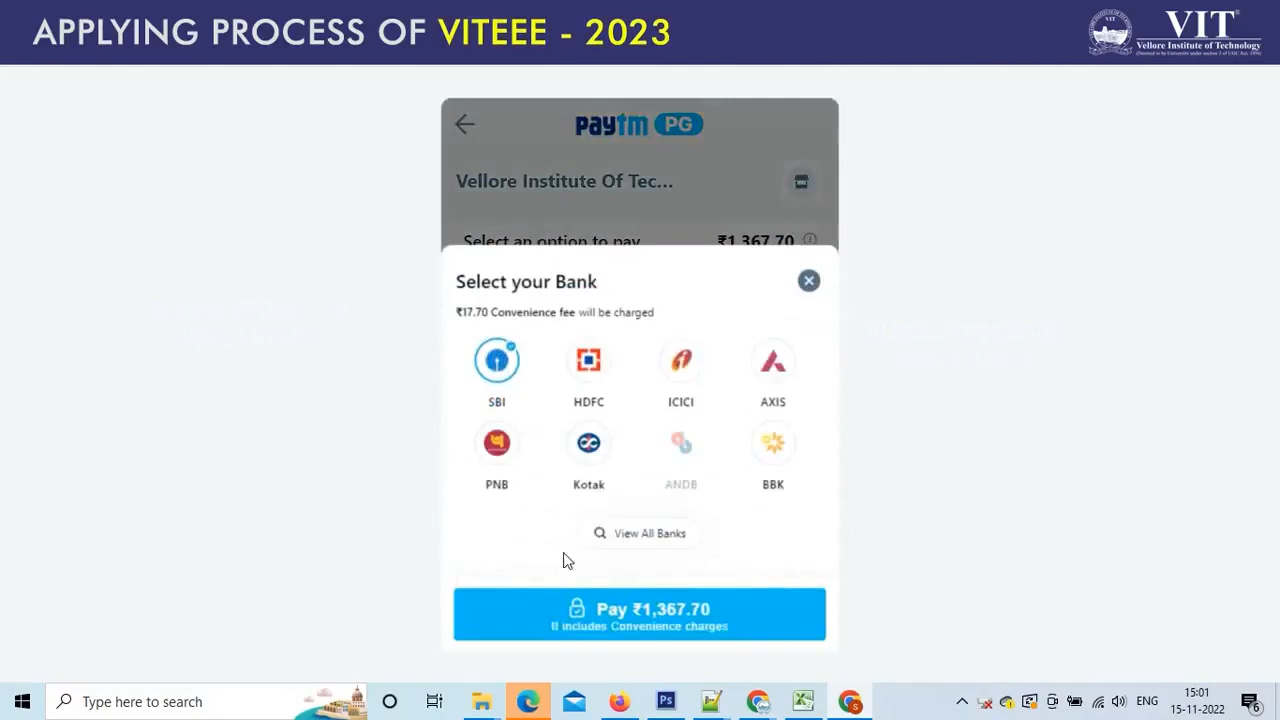 APPLYING PROCESS OF VITEEE - 2023
VIT
Vellore Institute of Technology
paytm PG
Vellore Institute Of Tec...
Select an option to pay ₹1,367.70
Select your Bank
₹17.70 Convenience fee will be charged
SBI HDFC ICICI AXIS
PNB Kotak ANDB BBK
View All Banks
Pay ₹1,367.70
It includes Convenience charges
Type here to search
ENG
15:01
15-11-2022
6